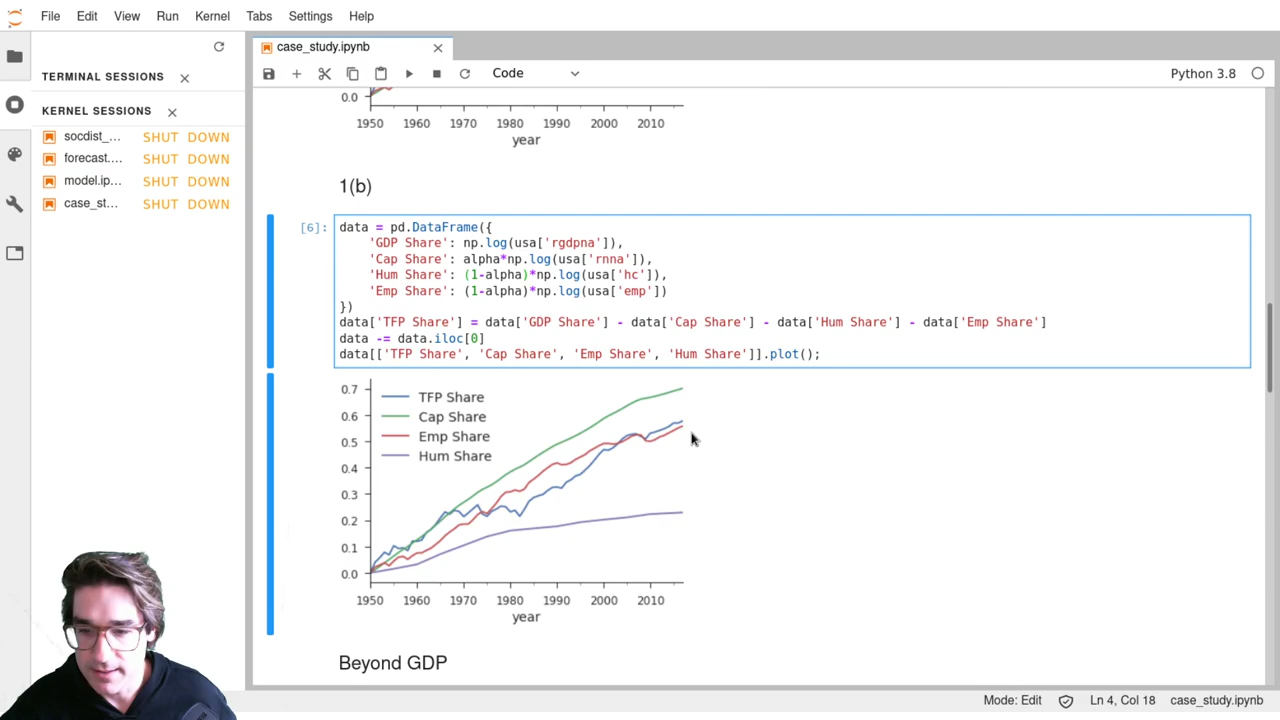 File Edit View Run Kernel Tabs Settings Help
TERMINAL SESSIONS
KERNEL SESSIONS
socdist_... SHUT DOWN
forecast.... SHUT DOWN
model.ip... SHUT DOWN
case_st... SHUT DOWN
case_study.ipynb
Code
Python 3.8
0.0
1950 1960 1970 1980 1990 2000 2010
year
1(b)
[6]:
data = pd.DataFrame({
'GDP Share': np.log(usa['rgdpna']),
'Cap Share': alpha*np.log(usa['rnna']),
'Hum Share': (1-alpha)*np.log(usa['hc']),
'Emp Share': (1-alpha)*np.log(usa['emp'])
})
data['TFP Share'] = data['GDP Share'] - data['Cap Share'] - data['Hum Share'] - data['Emp Share']
data -= data.iloc[0]
data[['TFP Share', 'Cap Share', 'Emp Share', 'Hum Share']].plot();
0.7
0.6
0.5
0.4
0.3
0.2
0.1
0.0
TFP Share
Cap Share
Emp Share
Hum Share
1950 1960 1970 1980 1990 2000 2010
year
Beyond GDP
Mode: Edit
Ln 4, Col 18
case_study.ipynb